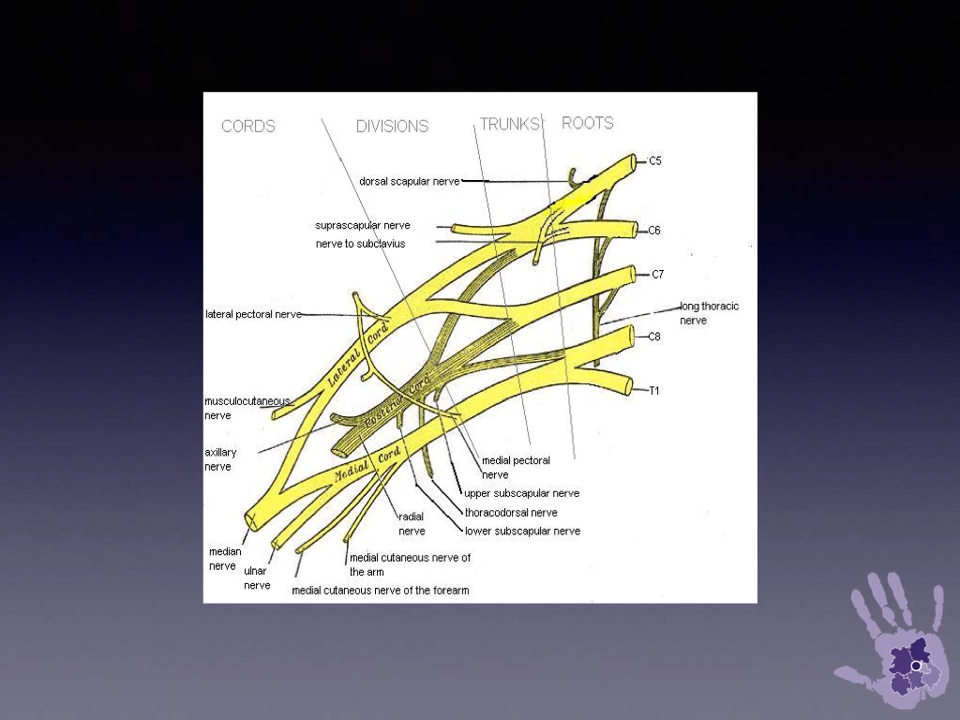 CORDS DIVISIONS TRUNKS ROOTS
C5
dorsal scapular nerve
suprascapular nerve
C6
nerve to subclavius
C7
lateral pectoral nerve
long thoracic
nerve
C8
Lateral Cord
T1
Posterior Cord
musculocutaneous
nerve
axillary
nerve
Medial Cord
medial pectoral
nerve
upper subscapular nerve
thoracodorsal nerve
radial
nerve
lower subscapular nerve
median
nerve
ulnar
nerve
medial cutaneous nerve of
the arm
medial cutaneous nerve of the forearm